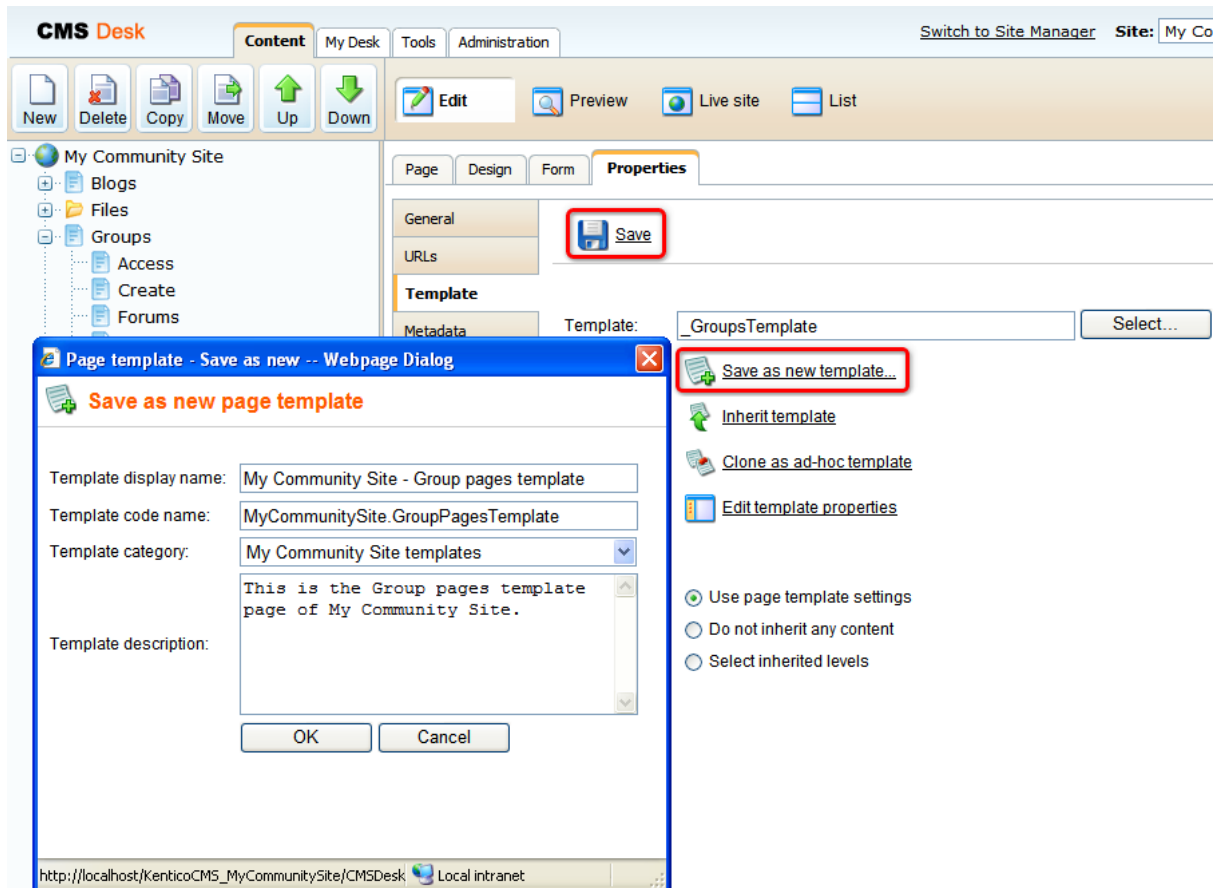 CMS Desk
Content My Desk Tools Administration
Switch to Site Manager Site: My Co
New Delete Copy Move Up Down
Edit Preview Live site List
My Community Site
Blogs
Files
Groups
Access
Create
Forums
Page Design Form Properties
General
URLs
Template
Metadata
Save
Template: _GroupsTemplate Select...
Save as new template...
Inherit template
Clone as ad-hoc template
Edit template properties
Use page template settings
Do not inherit any content
Select inherited levels
Page template - Save as new -- Webpage Dialog
Save as new page template
Template display name: My Community Site - Group pages template
Template code name: MyCommunitySite.GroupPagesTemplate
Template category: My Community Site templates
Template description:
This is the Group pages template
page of My Community Site.
OK Cancel
http://localhost/KenticoCMS_MyCommunitySite/CMSDesk Local intranet